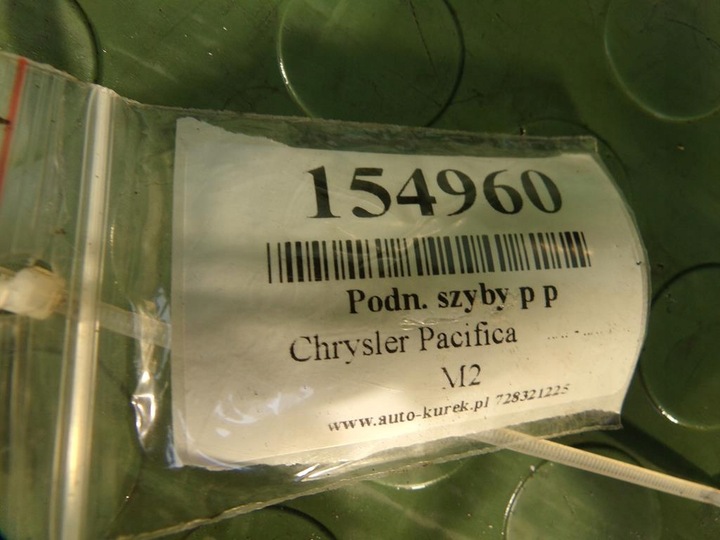 154960
Podn. szyby p p
Chrysler Pacifica
M2
www.auto-kurek.pl 728321225